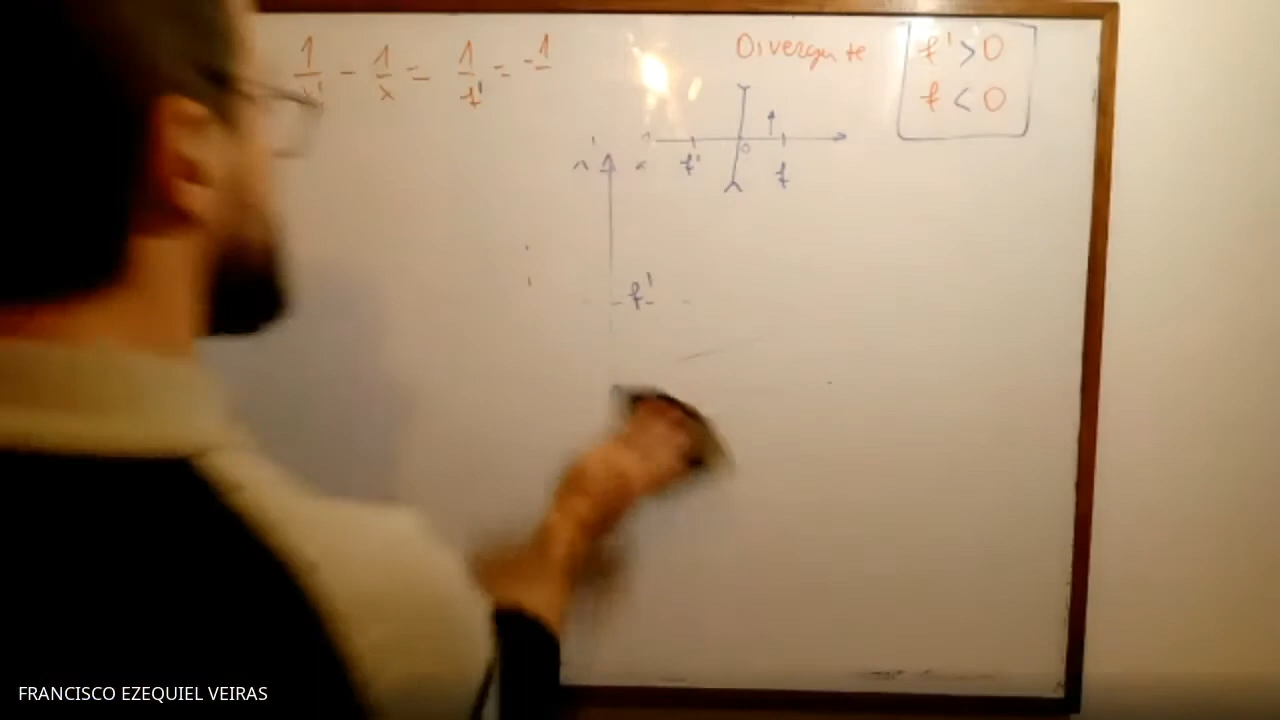 1/x' - 1/x = 1/f' = -1
Divergente
f' > 0
f < 0
f' o f
x' x
f'
FRANCISCO EZEQUIEL VEIRAS